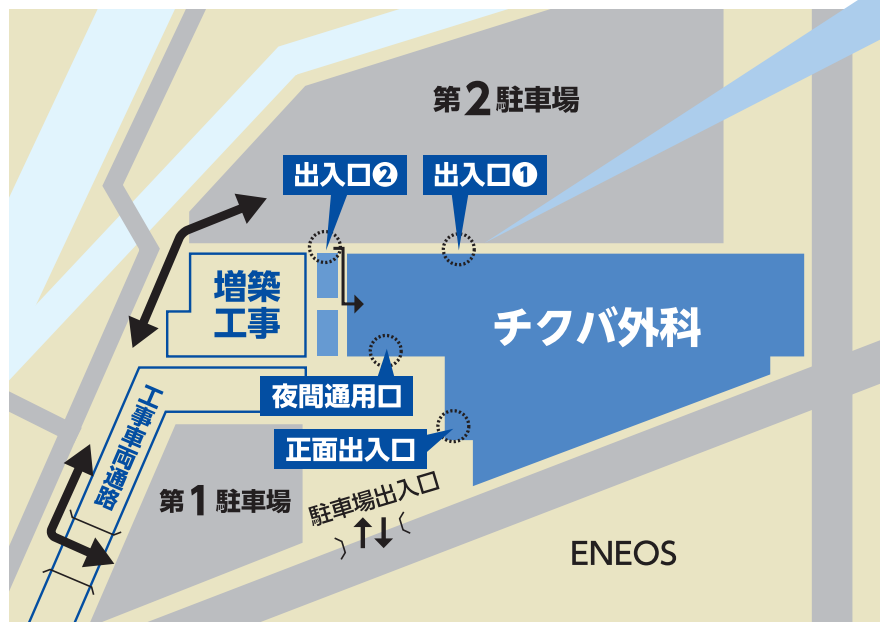 第2駐車場
出入口❷
出入口❶
増築
工事
チクバ外科
夜間通用口
正面出入口
工事車両通路
第1駐車場
駐車場出入口
ENEOS